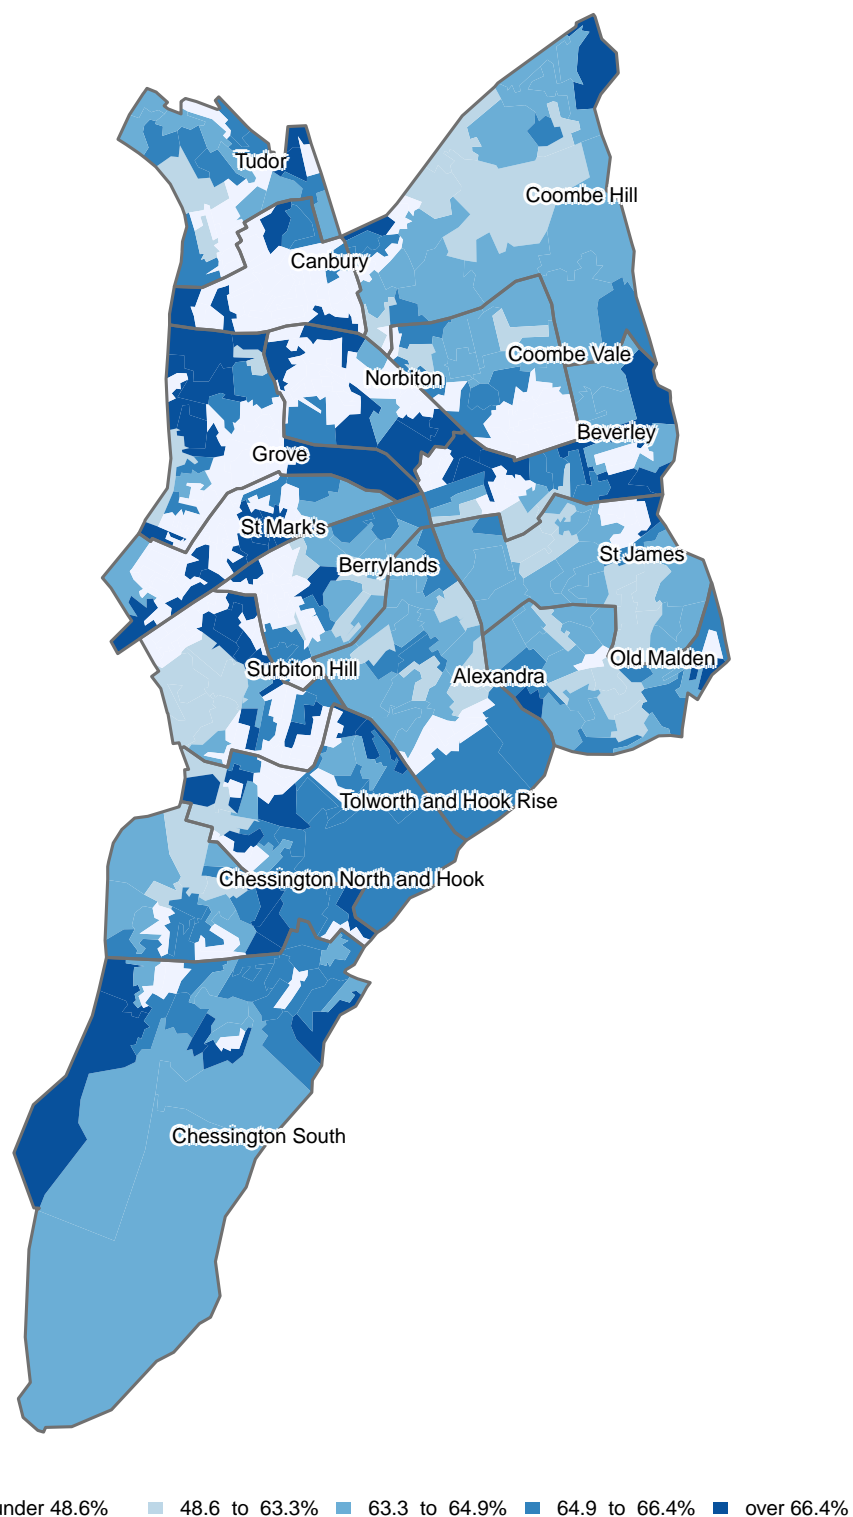 Tudor
Coombe Hill
Canbury
Coombe Vale
Norbiton
Beverley
Grove
St Mark's
St James
Berrylands
Old Malden
Surbiton Hill
Alexandra
Tolworth and Hook Rise
Chessington North and Hook
Chessington South
under 48.6% 48.6 to 63.3% 63.3 to 64.9% 64.9 to 66.4% over 66.4%